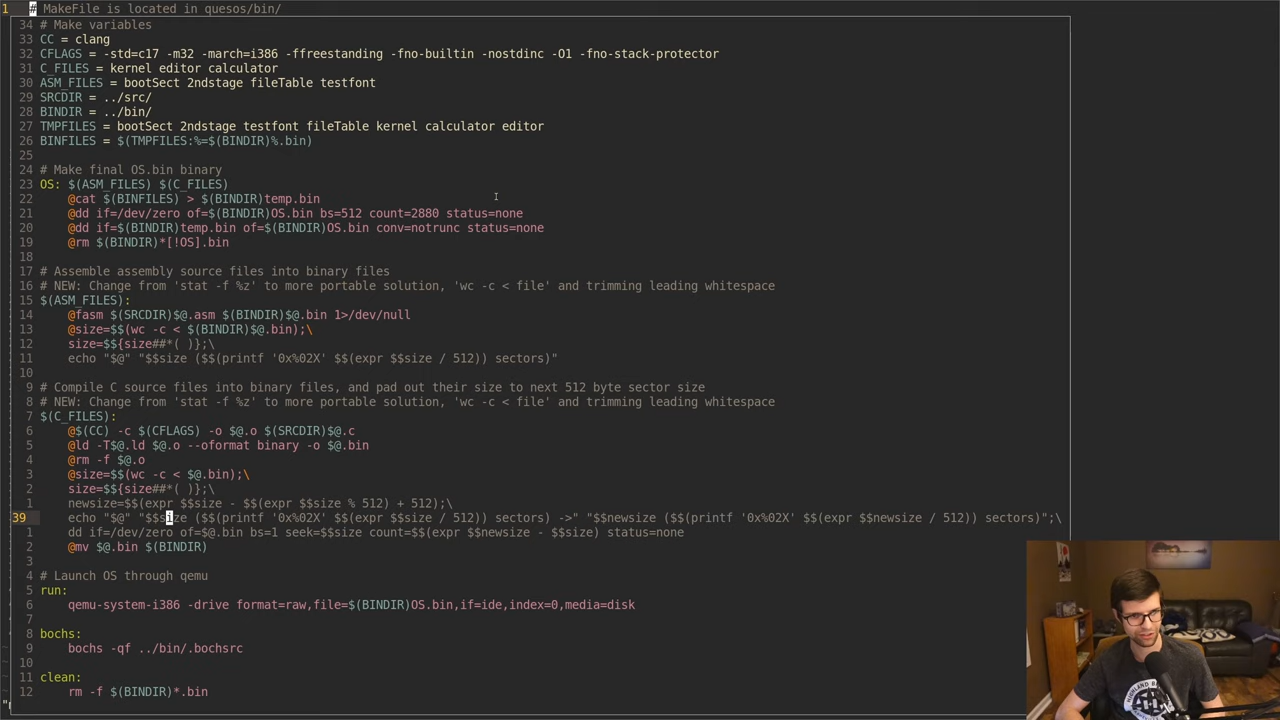 1 # MakeFile is located in quesos/bin/
34 # Make variables
33 CC = clang
32 CFLAGS = -std=c17 -m32 -march=i386 -ffreestanding -fno-builtin -nostdinc -O1 -fno-stack-protector
31 C_FILES = kernel editor calculator
30 ASM_FILES = bootSect 2ndstage fileTable testfont
29 SRCDIR = ../src/
28 BINDIR = ../bin/
27 TMPFILES = bootSect 2ndstage testfont fileTable kernel calculator editor
26 BINFILES = $(TMPFILES:%=$(BINDIR)%.bin)
25
24 # Make final OS.bin binary
23 OS: $(ASM_FILES) $(C_FILES)
22 @cat $(BINFILES) > $(BINDIR)temp.bin
21 @dd if=/dev/zero of=$(BINDIR)OS.bin bs=512 count=2880 status=none
20 @dd if=$(BINDIR)temp.bin of=$(BINDIR)OS.bin conv=notrunc status=none
19 @rm $(BINDIR)*[!OS].bin
18
17 # Assemble assembly source files into binary files
16 # NEW: Change from 'stat -f %z' to more portable solution, 'wc -c < file' and trimming leading whitespace
15 $(ASM_FILES):
14 @fasm $(SRCDIR)$@.asm $(BINDIR)$@.bin 1>/dev/null
13 @size=$$(wc -c < $(BINDIR)$@.bin);\
12 size=$${size##*( )};\
11 echo "$@" "$$size ($$(printf '0x%02X' $$(expr $$size / 512)) sectors)"
10
9 # Compile C source files into binary files, and pad out their size to next 512 byte sector size
8 # NEW: Change from 'stat -f %z' to more portable solution, 'wc -c < file' and trimming leading whitespace
7 $(C_FILES):
6 @$(CC) -c $(CFLAGS) -o $@.o $(SRCDIR)$@.c
5 @ld -T$@.ld $@.o --oformat binary -o $@.bin
4 @rm -f $@.o
3 @size=$$(wc -c < $@.bin);\
2 size=$${size##*( )};\
1 newsize=$$(expr $$size - $$(expr $$size % 512) + 512);\
39 echo "$@" "$$size ($$(printf '0x%02X' $$(expr $$size / 512)) sectors) ->" "$$newsize ($$(printf '0x%02X' $$(expr $$newsize / 512)) sectors)";\
1 dd if=/dev/zero of=$@.bin bs=1 seek=$$size count=$$(expr $$newsize - $$size) status=none
2 @mv $@.bin $(BINDIR)
3
4 # Launch OS through qemu
5 run:
6 qemu-system-i386 -drive format=raw,file=$(BINDIR)OS.bin,if=ide,index=0,media=disk
7
8 bochs:
9 bochs -qf ../bin/.bochsrc
10
11 clean:
12 rm -f $(BINDIR)*.bin